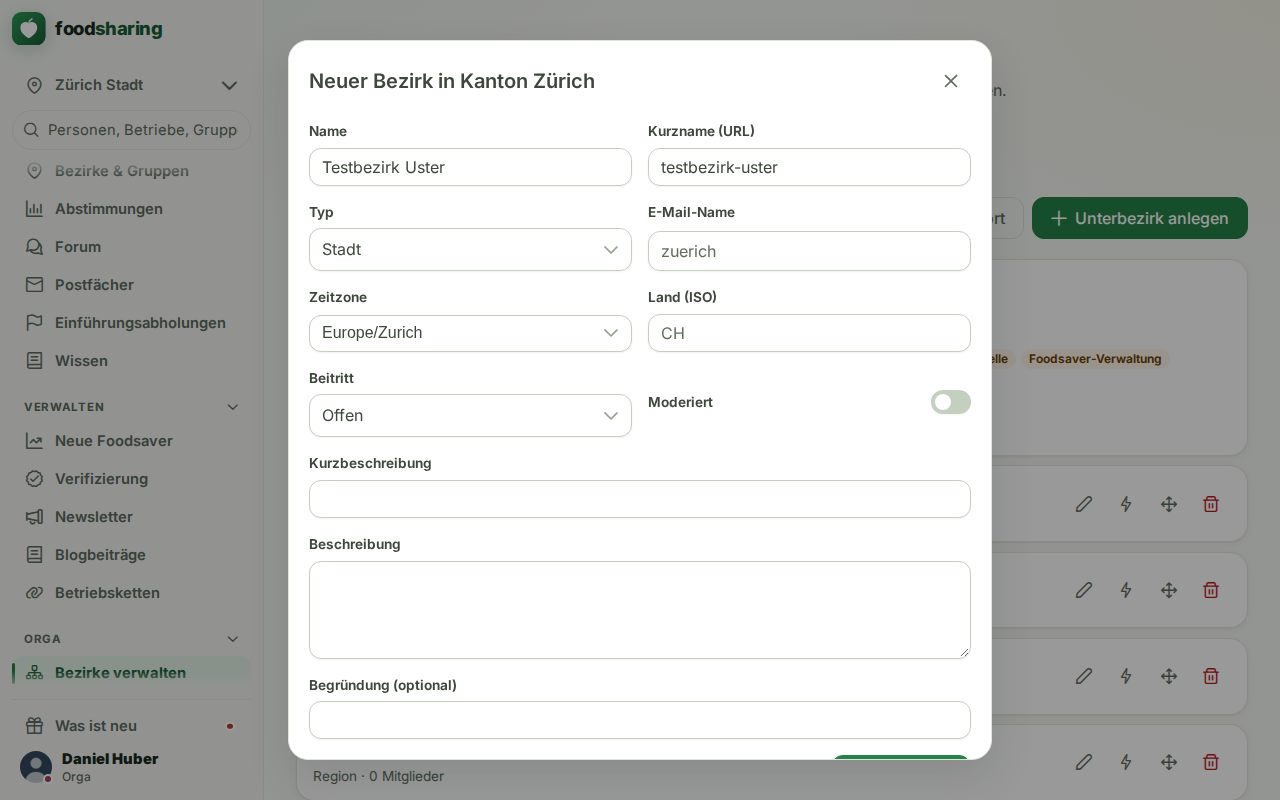 foodsharing
Zürich Stadt
Personen, Betriebe, Grupp
Bezirke & Gruppen
Abstimmungen
Forum
Postfächer
Einführungsabholungen
Wissen
VERWALTEN
Neue Foodsaver
Verifizierung
Newsletter
Blogbeiträge
Betriebsketten
ORGA
Bezirke verwalten
Was ist neu
Daniel Huber
Orga
en.
ort
Unterbezirk anlegen
elle
Foodsaver-Verwaltung
Neuer Bezirk in Kanton Zürich
Name
Kurzname (URL)
Testbezirk Uster
testbezirk-uster
Typ
E-Mail-Name
Stadt
zuerich
Zeitzone
Land (ISO)
Europe/Zurich
CH
Beitritt
Moderiert
Offen
Kurzbeschreibung
Beschreibung
Begründung (optional)
Region · 0 Mitglieder